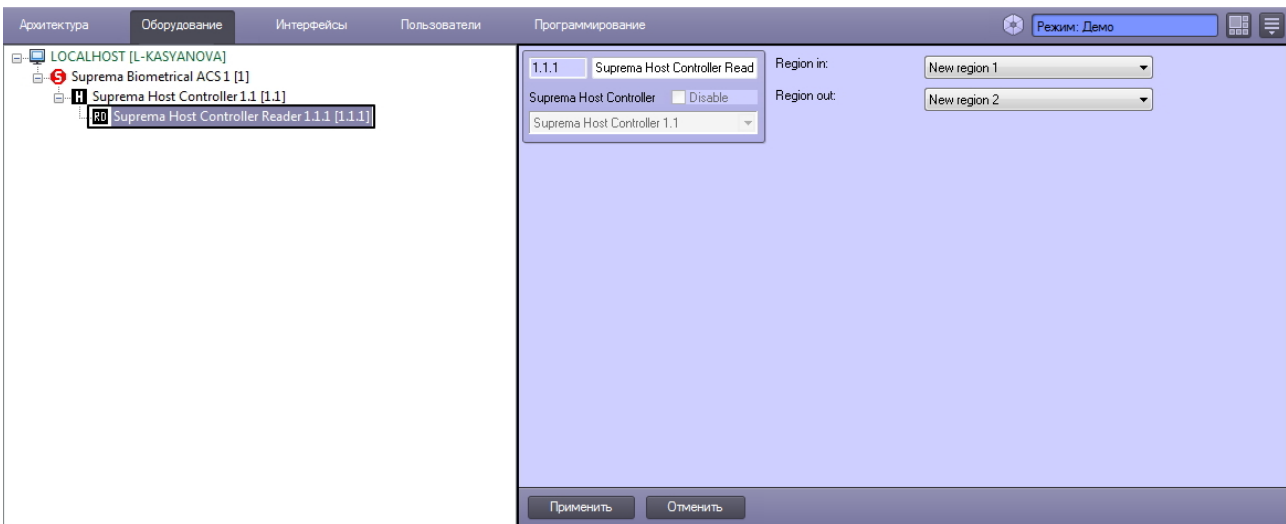 Архитектура Оборудование Интерфейсы Пользователи Программирование Режим: Демо
LOCALHOST [L-KASYANOVA]
S Suprema Biometrical ACS 1 [1]
H Suprema Host Controller 1.1 [1.1]
RD Suprema Host Controller Reader 1.1.1 [1.1.1]
1.1.1 Suprema Host Controller Read
Suprema Host Controller Disable
Suprema Host Controller 1.1
Region in: New region 1
Region out: New region 2
Применить Отменить